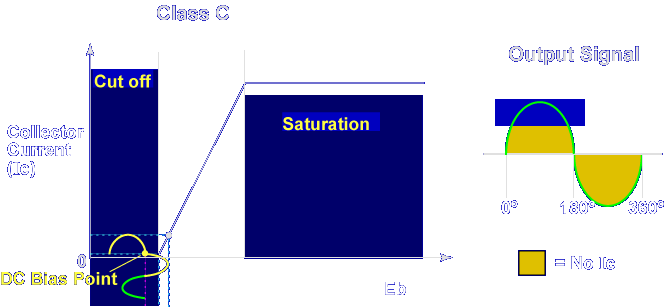 Class C
Cut off
Saturation
Collector
Current
(Ic)
0
DC Bias Point
Eb
Output Signal
0° 180° 360°
= No Ic